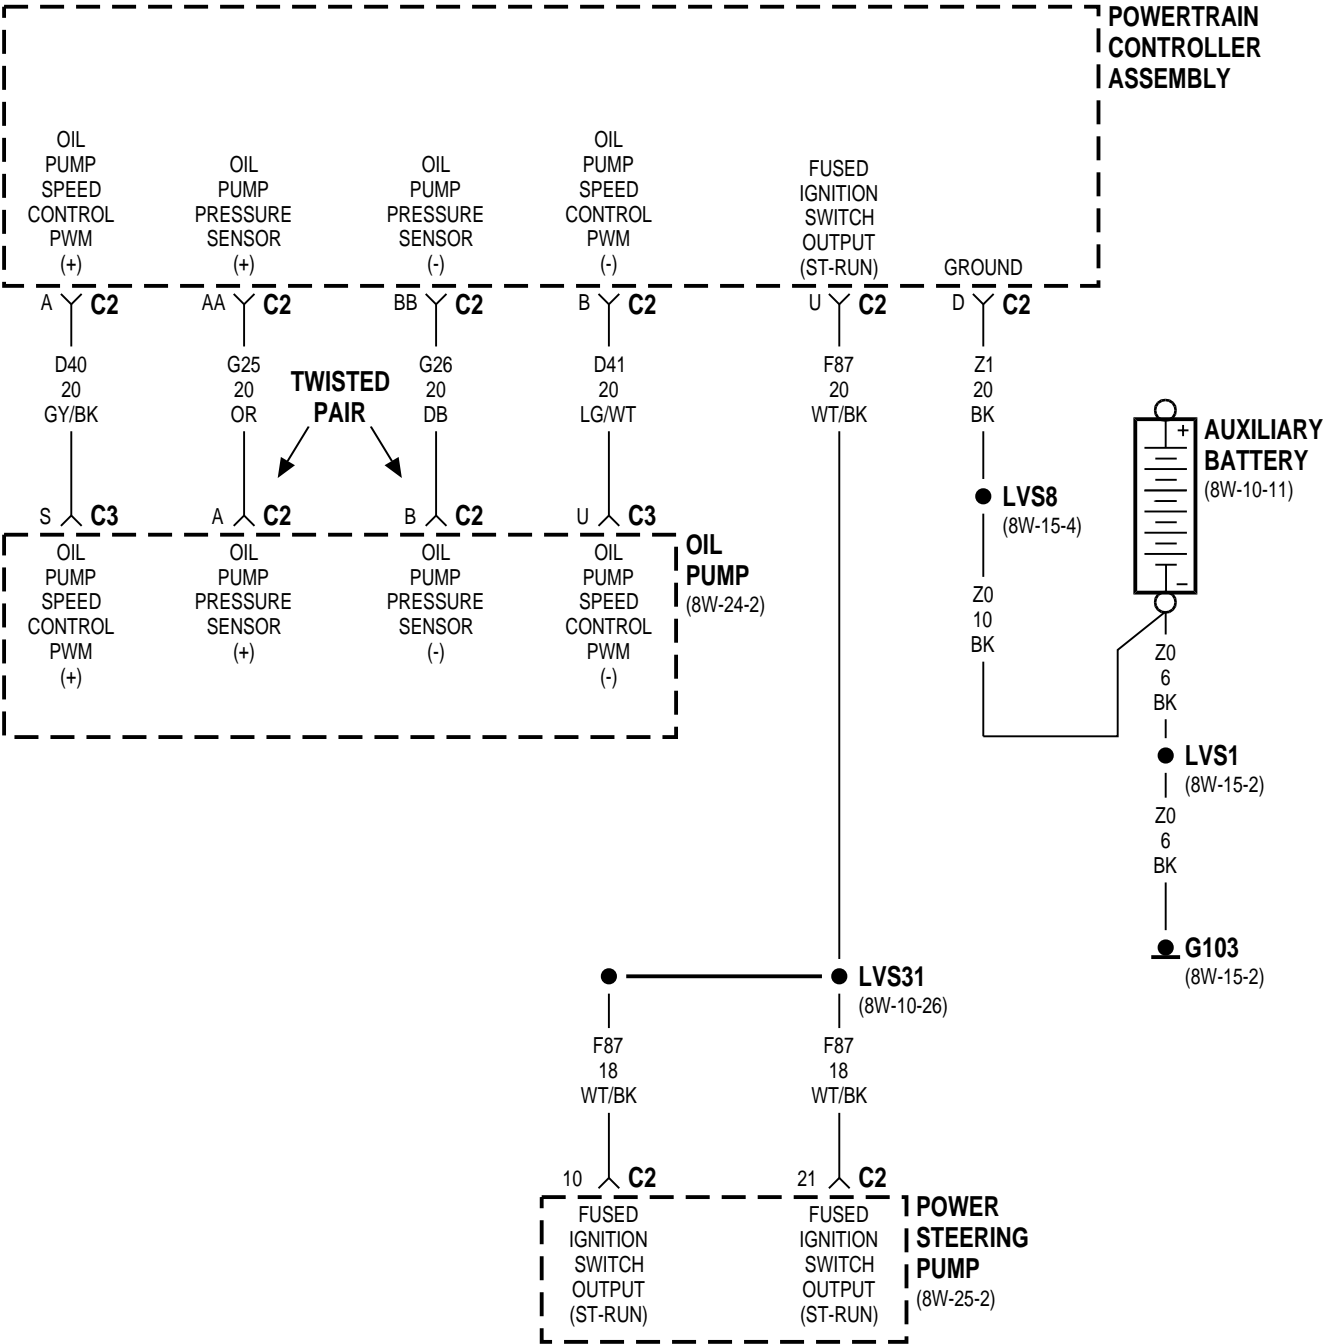 POWERTRAIN
CONTROLLER
ASSEMBLY
OIL
PUMP
SPEED
CONTROL
PWM
(+)
OIL
PUMP
PRESSURE
SENSOR
(+)
OIL
PUMP
PRESSURE
SENSOR
(-)
OIL
PUMP
SPEED
CONTROL
PWM
(-)
FUSED
IGNITION
SWITCH
OUTPUT
(ST-RUN)
GROUND
A C2
AA C2
BB C2
B C2
U C2
D C2
D40
20
GY/BK
G25
20
OR
TWISTED
PAIR
G26
20
DB
D41
20
LG/WT
F87
20
WT/BK
Z1
20
BK
+
AUXILIARY
BATTERY
(8W-10-11)
−
LVS8
(8W-15-4)
S C3
A C2
B C2
U C3
OIL
PUMP
SPEED
CONTROL
PWM
(+)
OIL
PUMP
PRESSURE
SENSOR
(+)
OIL
PUMP
PRESSURE
SENSOR
(-)
OIL
PUMP
SPEED
CONTROL
PWM
(-)
OIL
PUMP
(8W-24-2)
Z0
10
BK
Z0
6
BK
LVS1
(8W-15-2)
Z0
6
BK
G103
(8W-15-2)
LVS31
(8W-10-26)
F87
18
WT/BK
F87
18
WT/BK
10 C2
21 C2
FUSED
IGNITION
SWITCH
OUTPUT
(ST-RUN)
FUSED
IGNITION
SWITCH
OUTPUT
(ST-RUN)
POWER
STEERING
PUMP
(8W-25-2)